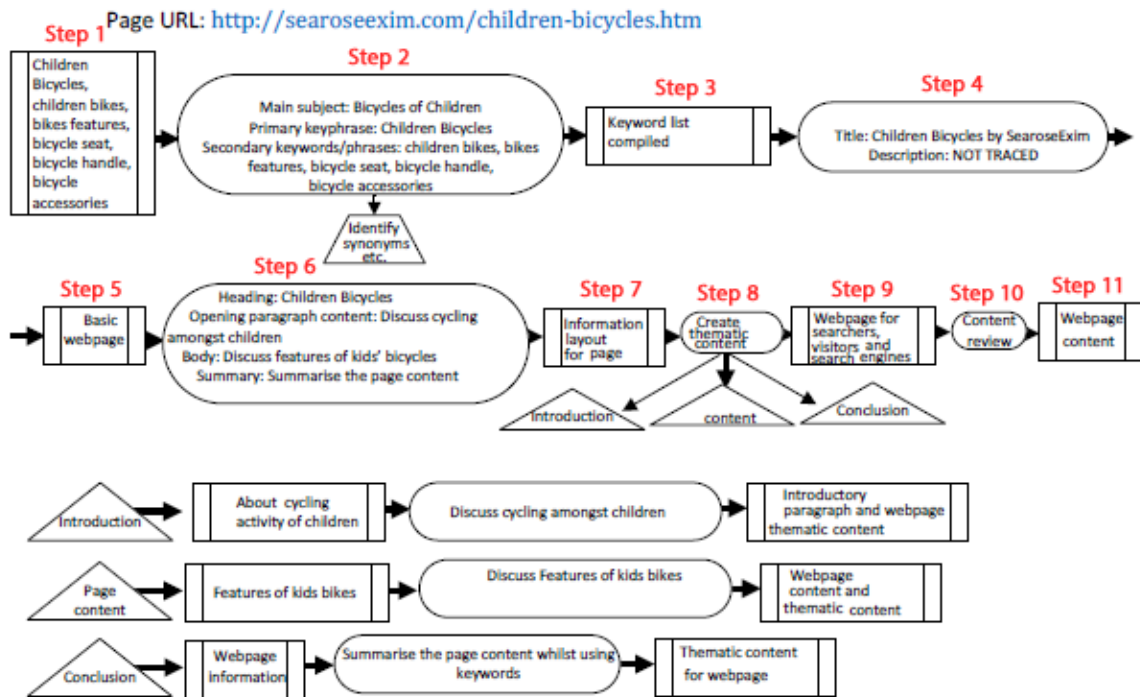 Page URL: http://searoseexim.com/children-bicycles.htm
Step 1
Children
Bicycles,
children bikes,
bikes features,
bicycle seat,
bicycle handle,
bicycle
accessories
Step 2
Main subject: Bicycles of Children
Primary keyphrase: Children Bicycles
Secondary keywords/phrases: children bikes, bikes
features, bicycle seat, bicycle handle,
bicycle accessories
Identify
synonyms
etc.
Step 3
Keyword list
compiled
Step 4
Title: Children Bicycles by SearoseExim
Description: NOT TRACED
Step 5
Basic
webpage
Step 6
Heading: Children Bicycles
Opening paragraph content: Discuss cycling
amongst children
Body: Discuss features of kids' bicycles
Summary: Summarise the page content
Step 7
Information
layout
for page
Step 8
Create
thematic
content
Introduction
content
Conclusion
Step 9
Webpage for
searchers,
visitors and
search engines
Step 10
Content
review
Step 11
Webpage
content
Introduction
About cycling
activity of children
Discuss cycling amongst children
Introductory
paragraph and webpage
thematic content
Page
content
Features of kids bikes
Discuss Features of kids bikes
Webpage
content and
thematic content
Conclusion
Webpage
information
Summarise the page content whilst using
keywords
Thematic content
for webpage